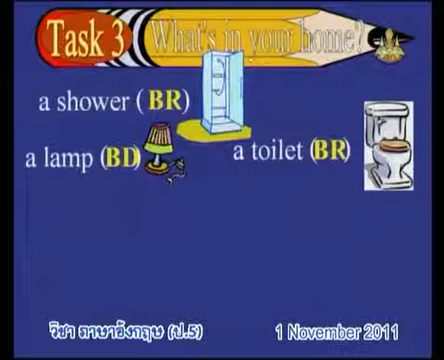 Task 3 What's in your home?
a shower (BR)
a lamp (BD)
a toilet (BR)
วิชา ภาษาอังกฤษ (ป.5) 1 November 2011